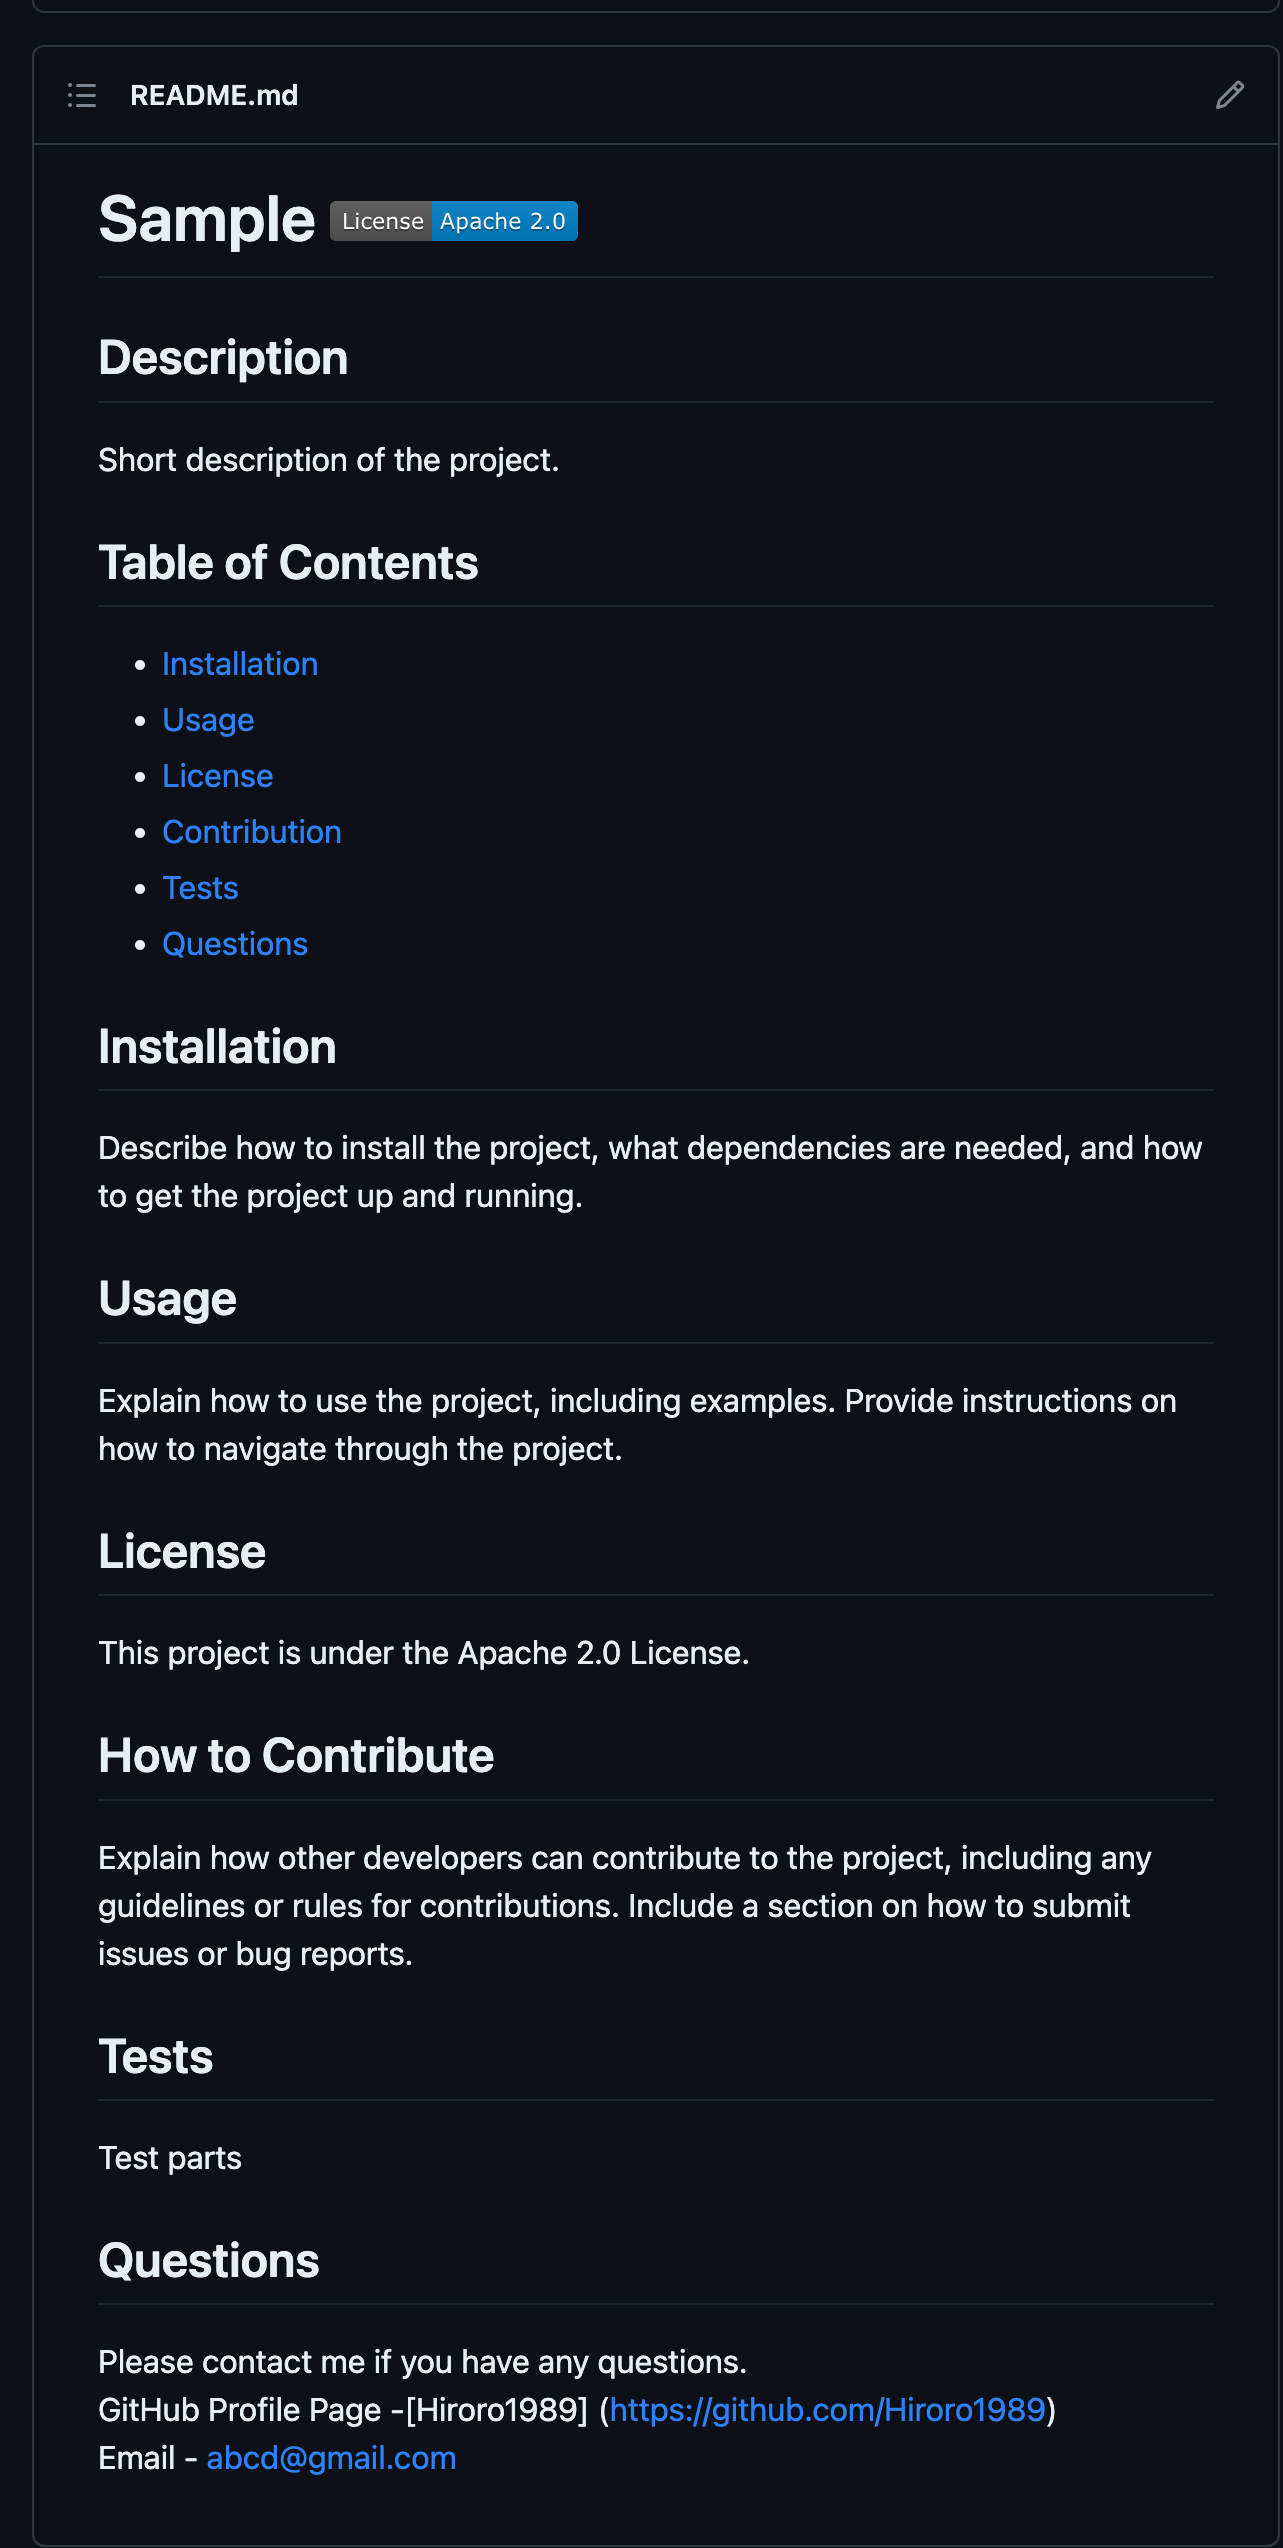 README.md
Sample License Apache 2.0
Description
Short description of the project.
Table of Contents
Installation
Usage
License
Contribution
Tests
Questions
Installation
Describe how to install the project, what dependencies are needed, and how
to get the project up and running.
Usage
Explain how to use the project, including examples. Provide instructions on
how to navigate through the project.
License
This project is under the Apache 2.0 License.
How to Contribute
Explain how other developers can contribute to the project, including any
guidelines or rules for contributions. Include a section on how to submit
issues or bug reports.
Tests
Test parts
Questions
Please contact me if you have any questions.
GitHub Profile Page -[Hiroro1989] (https://github.com/Hiroro1989)
Email - abcd@gmail.com